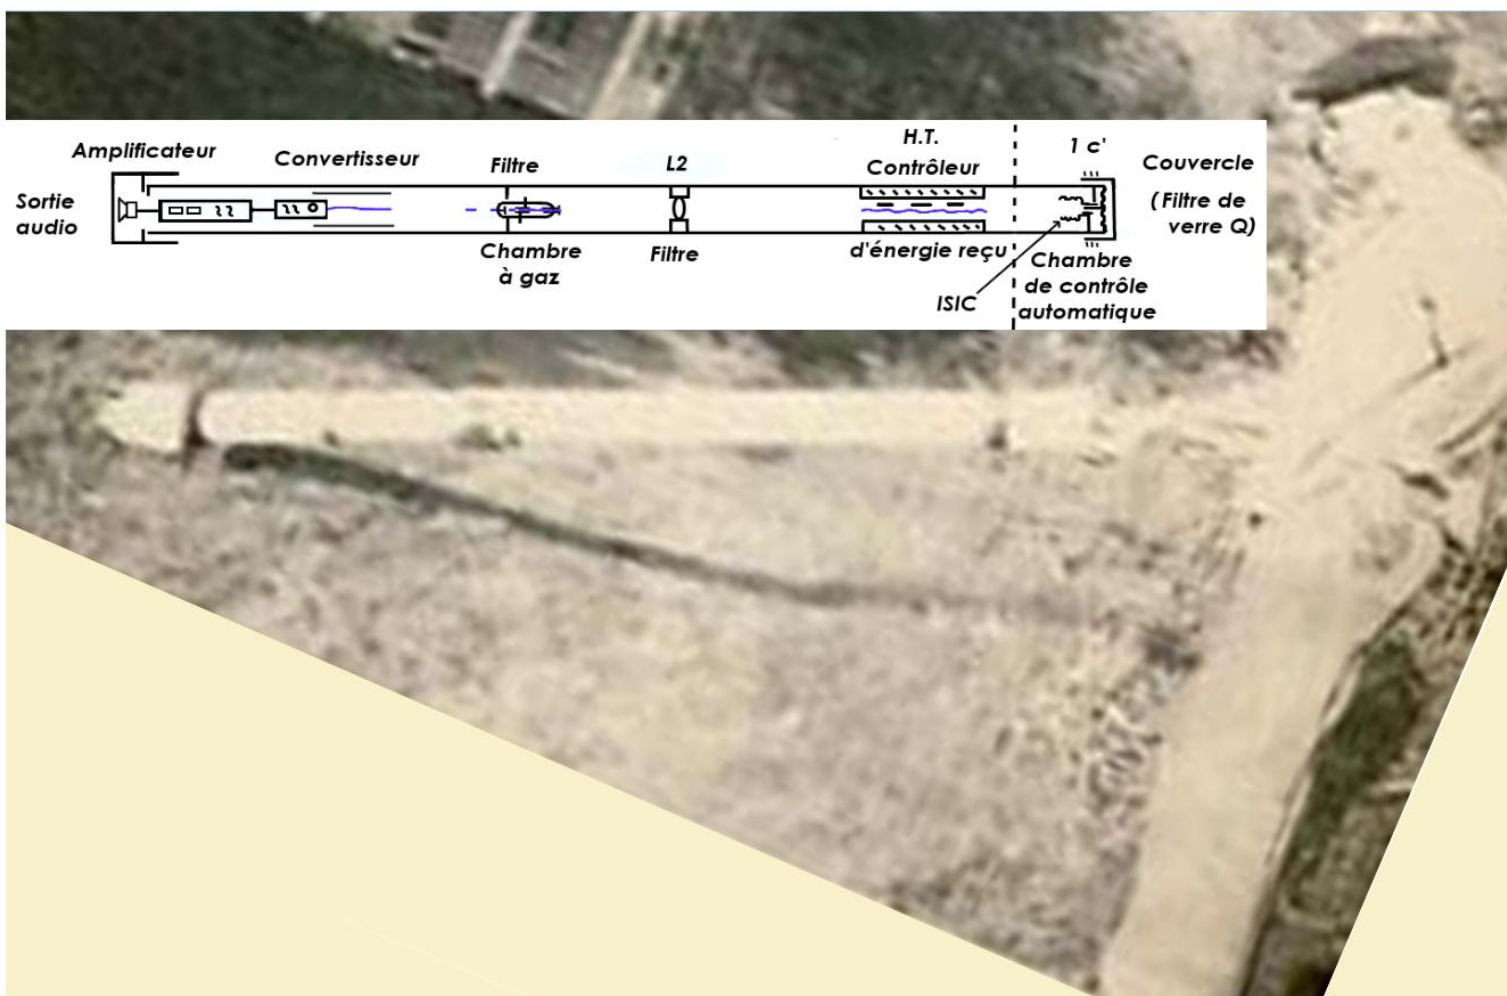 Amplificateur
Convertisseur
Filtre
L2
H.T.
Contrôleur
1 c'
Couvercle
(Filtre de
verre Q)
Sortie
audio
Chambre
à gaz
Filtre
d'énergie reçu
ISIC
Chambre
de contrôle
automatique